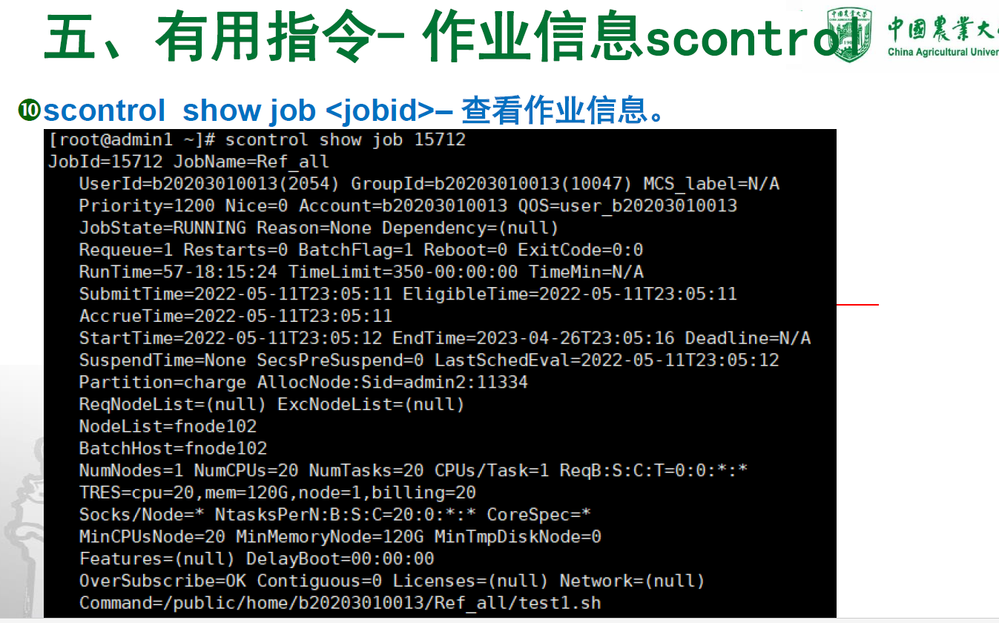 五、有用指令- 作业信息scontrol
中国农业大
China Agricultural Univer
❿scontrol show job <jobid>– 查看作业信息。
[root@admin1 ~]# scontrol show job 15712
JobId=15712 JobName=Ref_all
UserId=b20203010013(2054) GroupId=b20203010013(10047) MCS_label=N/A
Priority=1200 Nice=0 Account=b20203010013 QOS=user_b20203010013
JobState=RUNNING Reason=None Dependency=(null)
Requeue=1 Restarts=0 BatchFlag=1 Reboot=0 ExitCode=0:0
RunTime=57-18:15:24 TimeLimit=350-00:00:00 TimeMin=N/A
SubmitTime=2022-05-11T23:05:11 EligibleTime=2022-05-11T23:05:11
AccrueTime=2022-05-11T23:05:11
StartTime=2022-05-11T23:05:12 EndTime=2023-04-26T23:05:16 Deadline=N/A
SuspendTime=None SecsPreSuspend=0 LastSchedEval=2022-05-11T23:05:12
Partition=charge AllocNode:Sid=admin2:11334
ReqNodeList=(null) ExcNodeList=(null)
NodeList=fnode102
BatchHost=fnode102
NumNodes=1 NumCPUs=20 NumTasks=20 CPUs/Task=1 ReqB:S:C:T=0:0:*:*
TRES=cpu=20,mem=120G,node=1,billing=20
Socks/Node=* NtasksPerN:B:S:C=20:0:*:* CoreSpec=*
MinCPUsNode=20 MinMemoryNode=120G MinTmpDiskNode=0
Features=(null) DelayBoot=00:00:00
OverSubscribe=OK Contiguous=0 Licenses=(null) Network=(null)
Command=/public/home/b20203010013/Ref_all/test1.sh